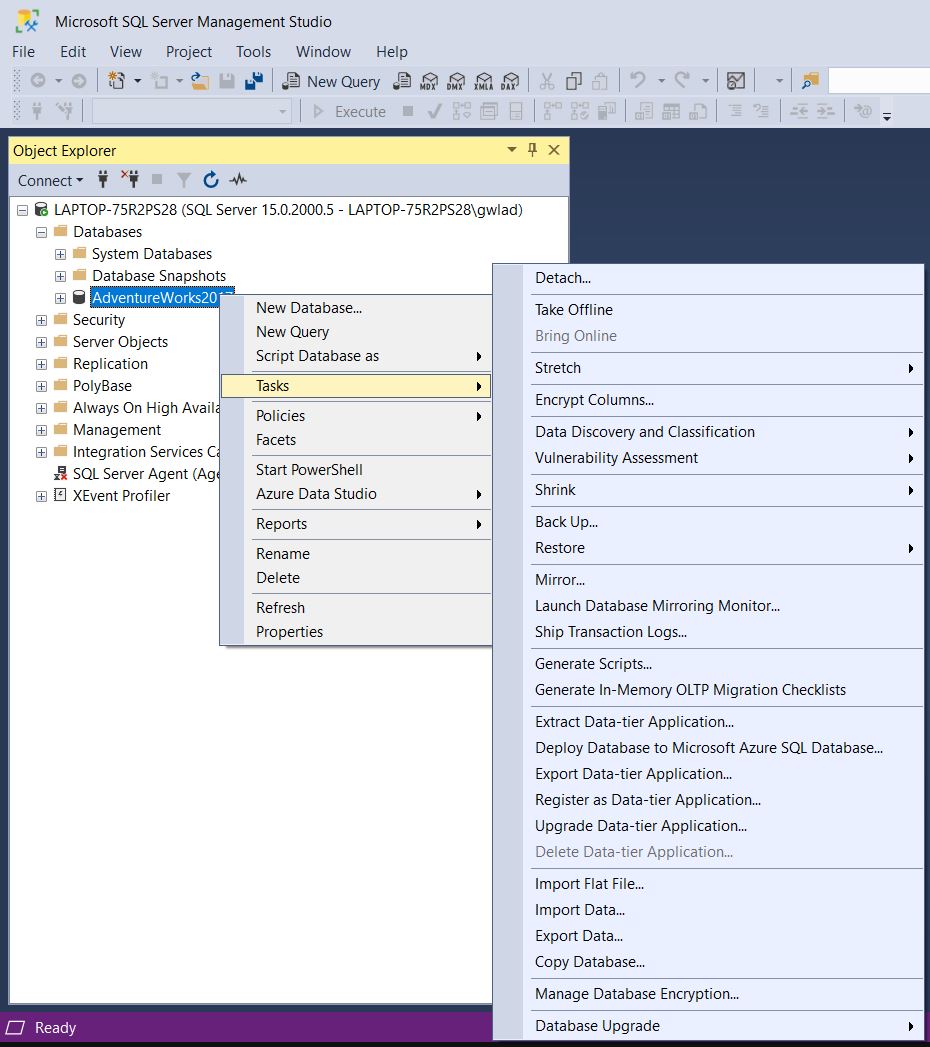 Microsoft SQL Server Management Studio
File Edit View Project Tools Window Help
New Query MDX DMX XMLA DAX
Execute
Object Explorer
Connect
LAPTOP-75R2PS28 (SQL Server 15.0.2000.5 - LAPTOP-75R2PS28\gwlad)
Databases
System Databases
Database Snapshots
AdventureWorks2017
Security
Server Objects
Replication
PolyBase
Always On High Availa
Management
Integration Services Ca
SQL Server Agent (Age
XEvent Profiler
New Database...
New Query
Script Database as
Tasks
Policies
Facets
Start PowerShell
Azure Data Studio
Reports
Rename
Delete
Refresh
Properties
Detach...
Take Offline
Bring Online
Stretch
Encrypt Columns...
Data Discovery and Classification
Vulnerability Assessment
Shrink
Back Up...
Restore
Mirror...
Launch Database Mirroring Monitor...
Ship Transaction Logs...
Generate Scripts...
Generate In-Memory OLTP Migration Checklists
Extract Data-tier Application...
Deploy Database to Microsoft Azure SQL Database...
Export Data-tier Application...
Register as Data-tier Application...
Upgrade Data-tier Application...
Delete Data-tier Application...
Import Flat File...
Import Data...
Export Data...
Copy Database...
Manage Database Encryption...
Database Upgrade
Ready